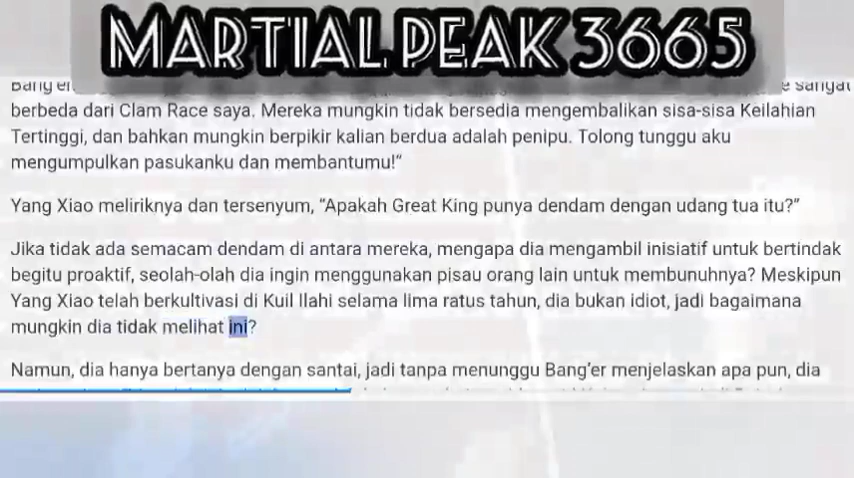 MARTIAL PEAK 3665
berbeda dari Clam Race saya. Mereka mungkin tidak bersedia mengembalikan sisa-sisa Keilahian
Tertinggi, dan bahkan mungkin berpikir kalian berdua adalah penipu. Tolong tunggu aku
mengumpulkan pasukanku dan membantumu!"
Yang Xiao meliriknya dan tersenyum, "Apakah Great King punya dendam dengan udang tua itu?"
Jika tidak ada semacam dendam di antara mereka, mengapa dia mengambil inisiatif untuk bertindak
begitu proaktif, seolah-olah dia ingin menggunakan pisau orang lain untuk membunuhnya? Meskipun
Yang Xiao telah berkultivasi di Kuil Ilahi selama lima ratus tahun, dia bukan idiot, jadi bagaimana
mungkin dia tidak melihat ini?
Namun, dia hanya bertanya dengan santai, jadi tanpa menunggu Bang'er menjelaskan apa pun, dia